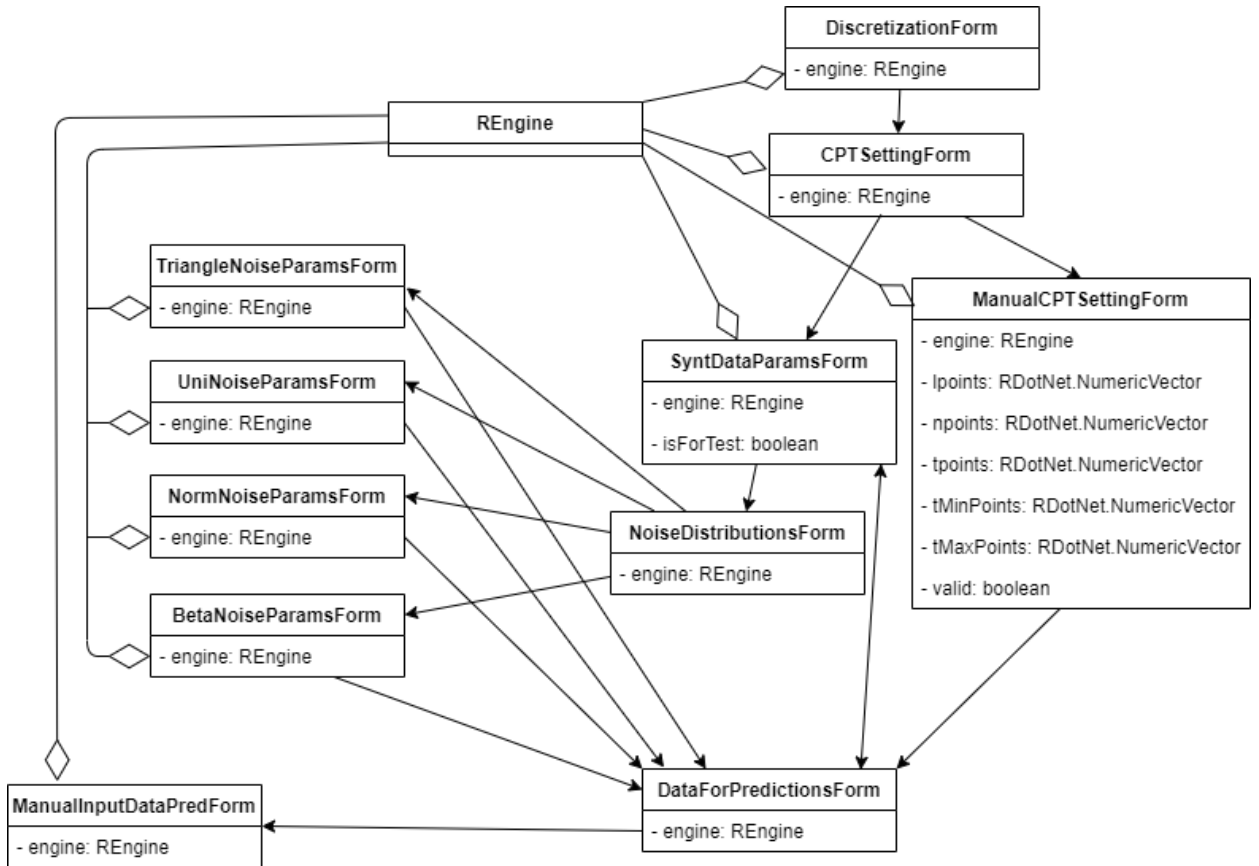 DiscretizationForm
- engine: REngine
REngine
CPTSettingForm
- engine: REngine
TriangleNoiseParamsForm
- engine: REngine
ManualCPTSettingForm
- engine: REngine
- lpoints: RDotNet.NumericVector
- npoints: RDotNet.NumericVector
- tpoints: RDotNet.NumericVector
- tMinPoints: RDotNet.NumericVector
- tMaxPoints: RDotNet.NumericVector
- valid: boolean
SyntDataParamsForm
- engine: REngine
- isForTest: boolean
UniNoiseParamsForm
- engine: REngine
NormNoiseParamsForm
- engine: REngine
NoiseDistributionsForm
- engine: REngine
BetaNoiseParamsForm
- engine: REngine
DataForPredictionsForm
- engine: REngine
ManualInputDataPredForm
- engine: REngine